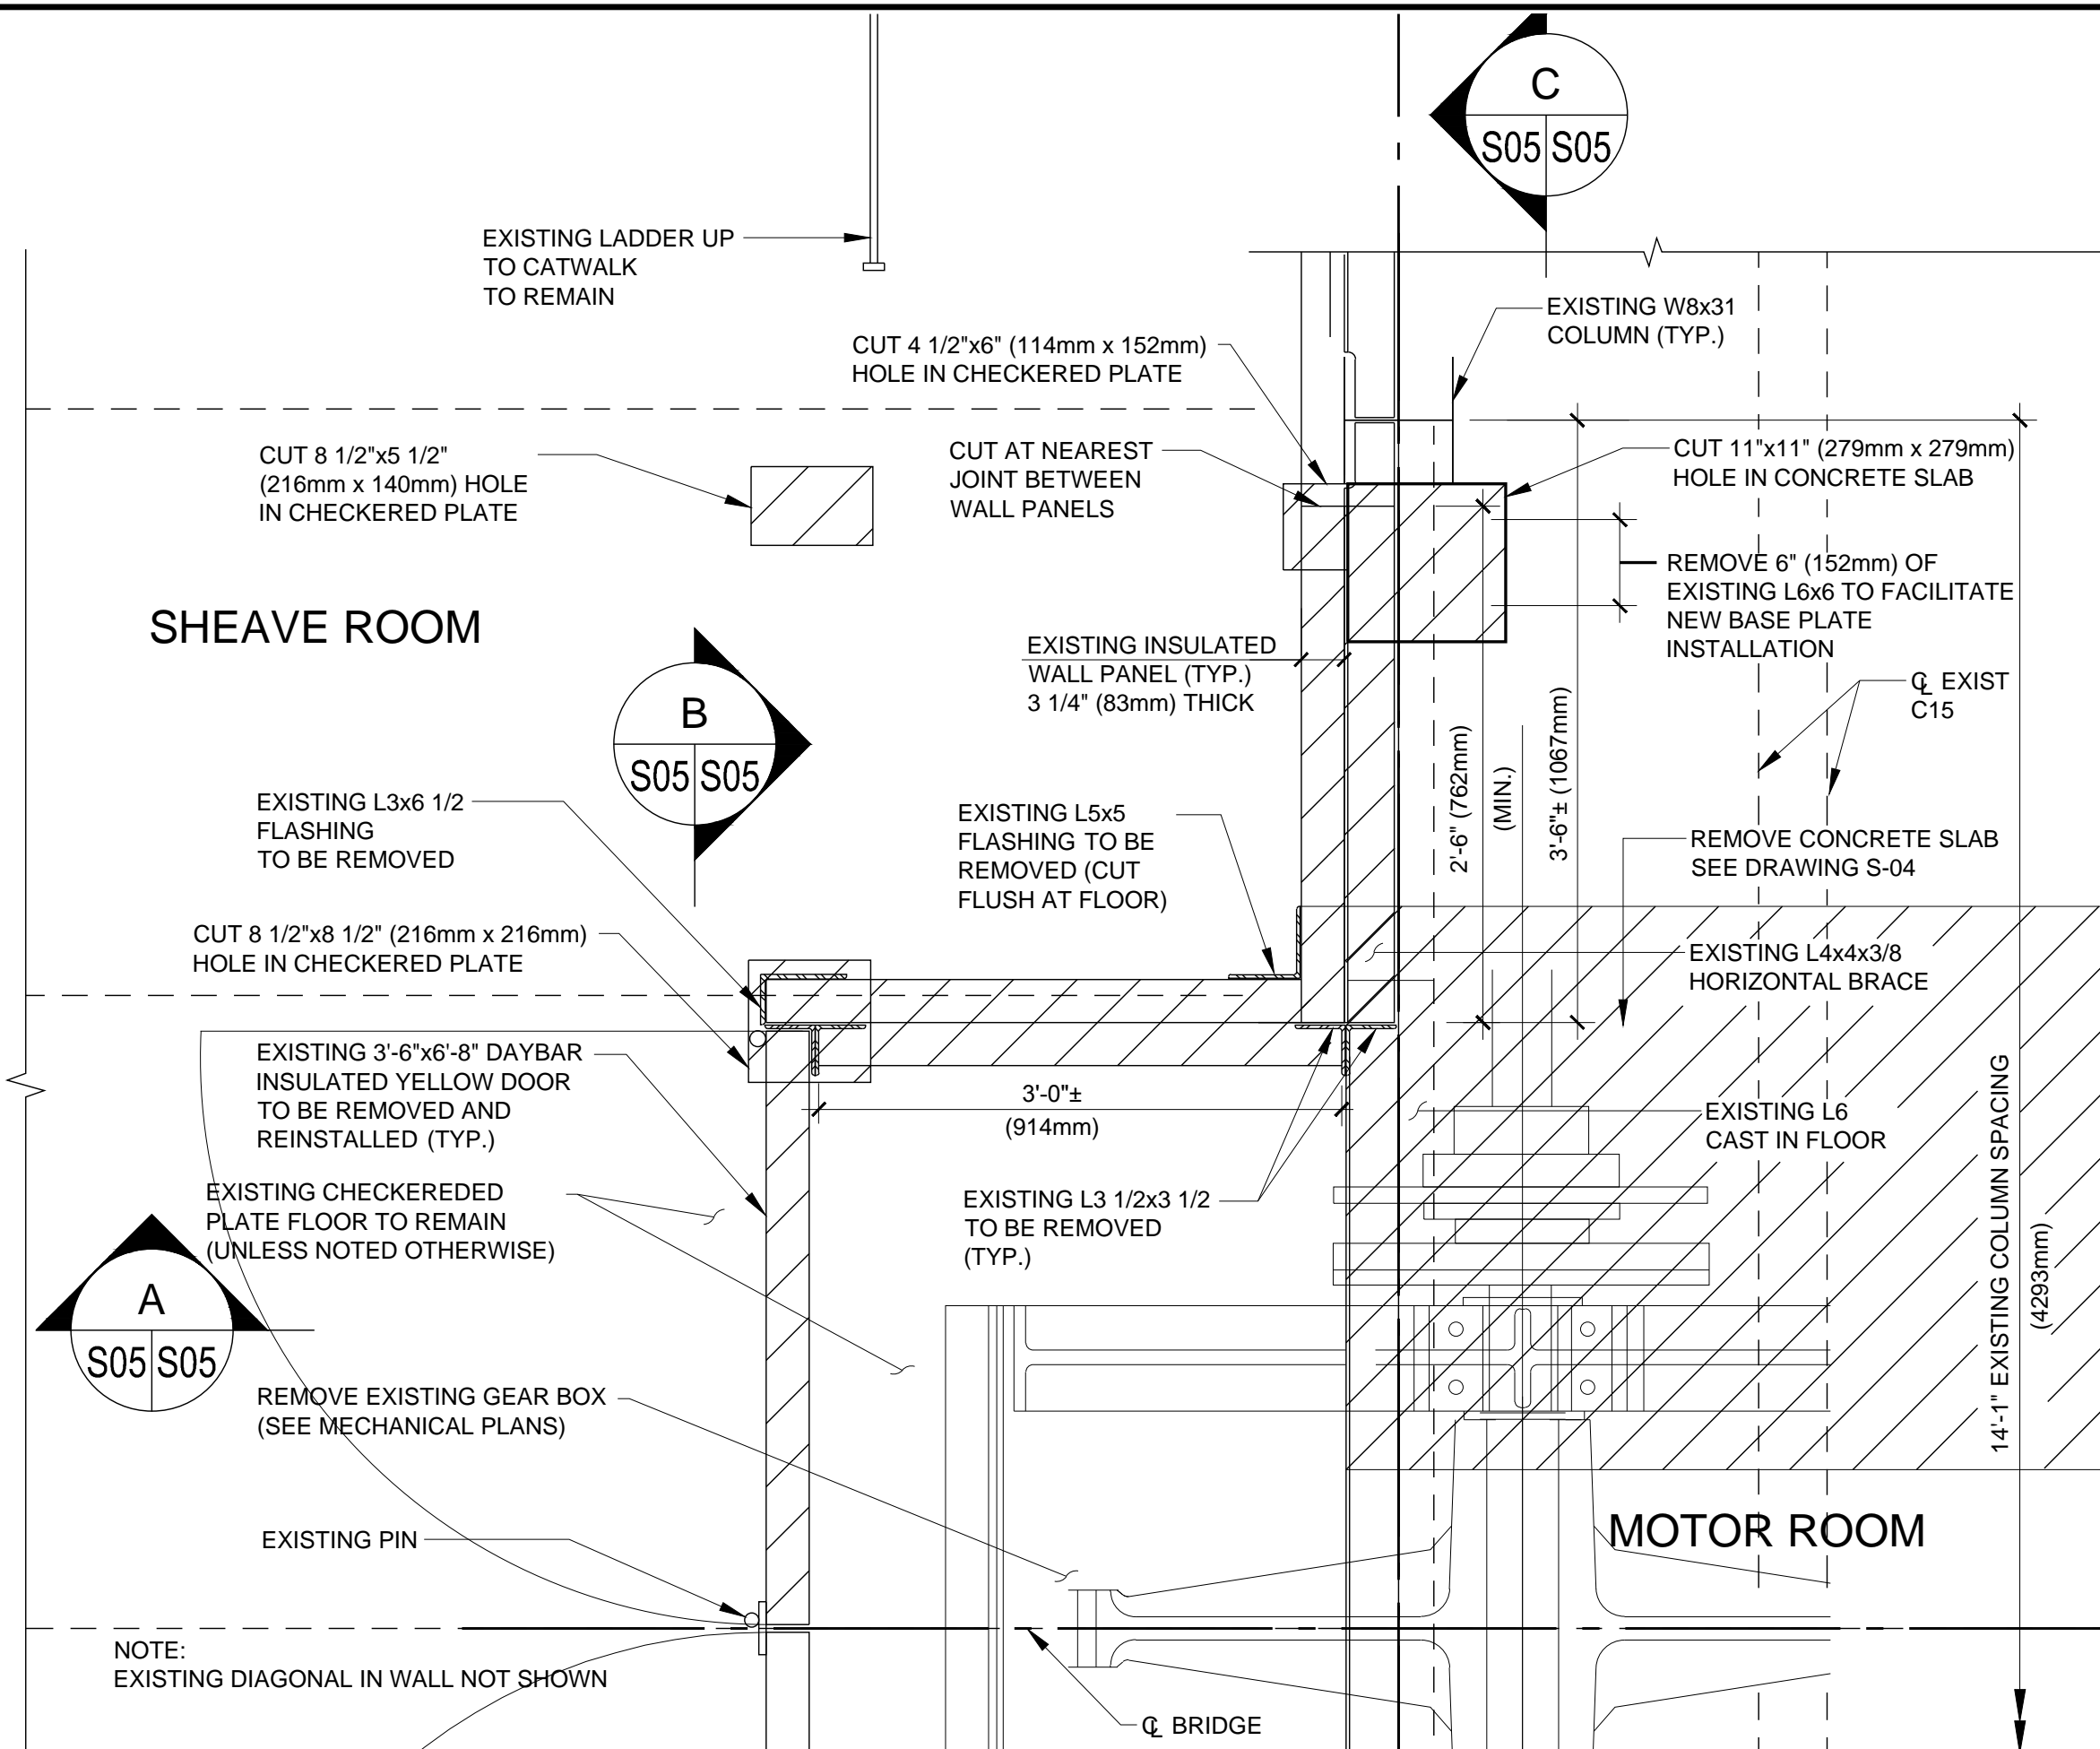 C
S05 S05
EXISTING LADDER UP
TO CATWALK
TO REMAIN
EXISTING W8x31
COLUMN (TYP.)
CUT 4 1/2"x6" (114mm x 152mm)
HOLE IN CHECKERED PLATE
CUT 8 1/2"x5 1/2"
(216mm x 140mm) HOLE
IN CHECKERED PLATE
CUT AT NEAREST
JOINT BETWEEN
WALL PANELS
CUT 11"x11" (279mm x 279mm)
HOLE IN CONCRETE SLAB
REMOVE 6" (152mm) OF
EXISTING L6x6 TO FACILITATE
NEW BASE PLATE
INSTALLATION
SHEAVE ROOM
EXISTING INSULATED
WALL PANEL (TYP.)
3 1/4" (83mm) THICK
℄ EXIST
C15
B
S05 S05
2'-6" (762mm)
(MIN.)
3'-6"± (1067mm)
EXISTING L3x6 1/2
FLASHING
TO BE REMOVED
EXISTING L5x5
FLASHING TO BE
REMOVED (CUT
FLUSH AT FLOOR)
REMOVE CONCRETE SLAB
SEE DRAWING S-04
CUT 8 1/2"x8 1/2" (216mm x 216mm)
HOLE IN CHECKERED PLATE
EXISTING L4x4x3/8
HORIZONTAL BRACE
EXISTING 3'-6"x6'-8" DAYBAR
INSULATED YELLOW DOOR
TO BE REMOVED AND
REINSTALLED (TYP.)
3'-0"±
(914mm)
EXISTING L6
CAST IN FLOOR
14'-1" EXISTING COLUMN SPACING
(4293mm)
EXISTING CHECKEREDED
PLATE FLOOR TO REMAIN
(UNLESS NOTED OTHERWISE)
EXISTING L3 1/2x3 1/2
TO BE REMOVED
(TYP.)
A
S05 S05
REMOVE EXISTING GEAR BOX
(SEE MECHANICAL PLANS)
EXISTING PIN
MOTOR ROOM
NOTE:
EXISTING DIAGONAL IN WALL NOT SHOWN
℄ BRIDGE